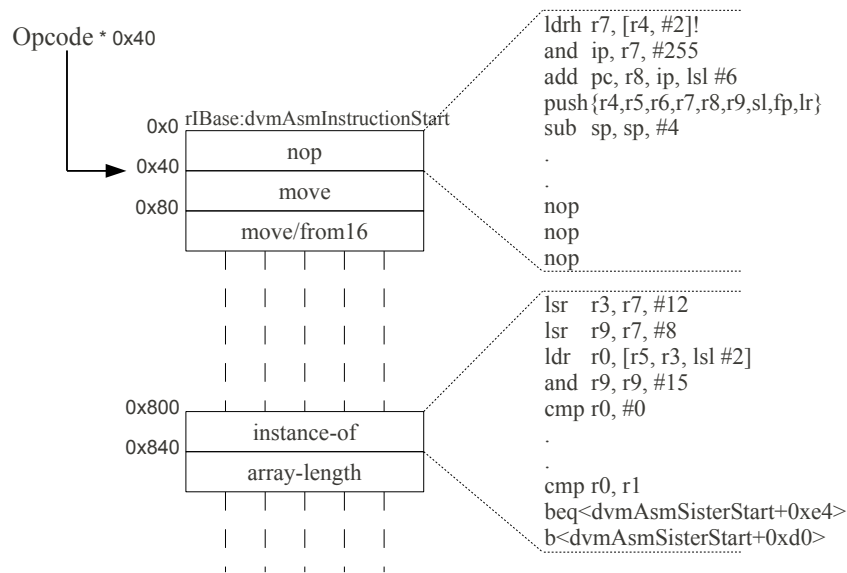 Opcode * 0x40
rIBase:dvmAsmInstructionStart
0x0
nop
0x40
move
0x80
move/from16
0x800
instance-of
0x840
array-length
ldrh r7, [r4, #2]!
and ip, r7, #255
add pc, r8, ip, lsl #6
push{r4,r5,r6,r7,r8,r9,sl,fp,lr}
sub sp, sp, #4
.
.
nop
nop
nop
lsr r3, r7, #12
lsr r9, r7, #8
ldr r0, [r5, r3, lsl #2]
and r9, r9, #15
cmp r0, #0
.
.
cmp r0, r1
beq<dvmAsmSisterStart+0xe4>
b<dvmAsmSisterStart+0xd0>